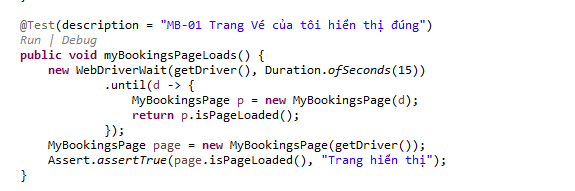 @Test(description = "MB-01 Trang Vé của tôi hiển thị đúng")
Run | Debug
public void myBookingsPageLoads() {
new WebDriverWait(getDriver(), Duration.ofSeconds(15))
.until(d -> {
MyBookingsPage p = new MyBookingsPage(d);
return p.isPageLoaded();
});
MyBookingsPage page = new MyBookingsPage(getDriver());
Assert.assertTrue(page.isPageLoaded(), "Trang hiển thị");
}